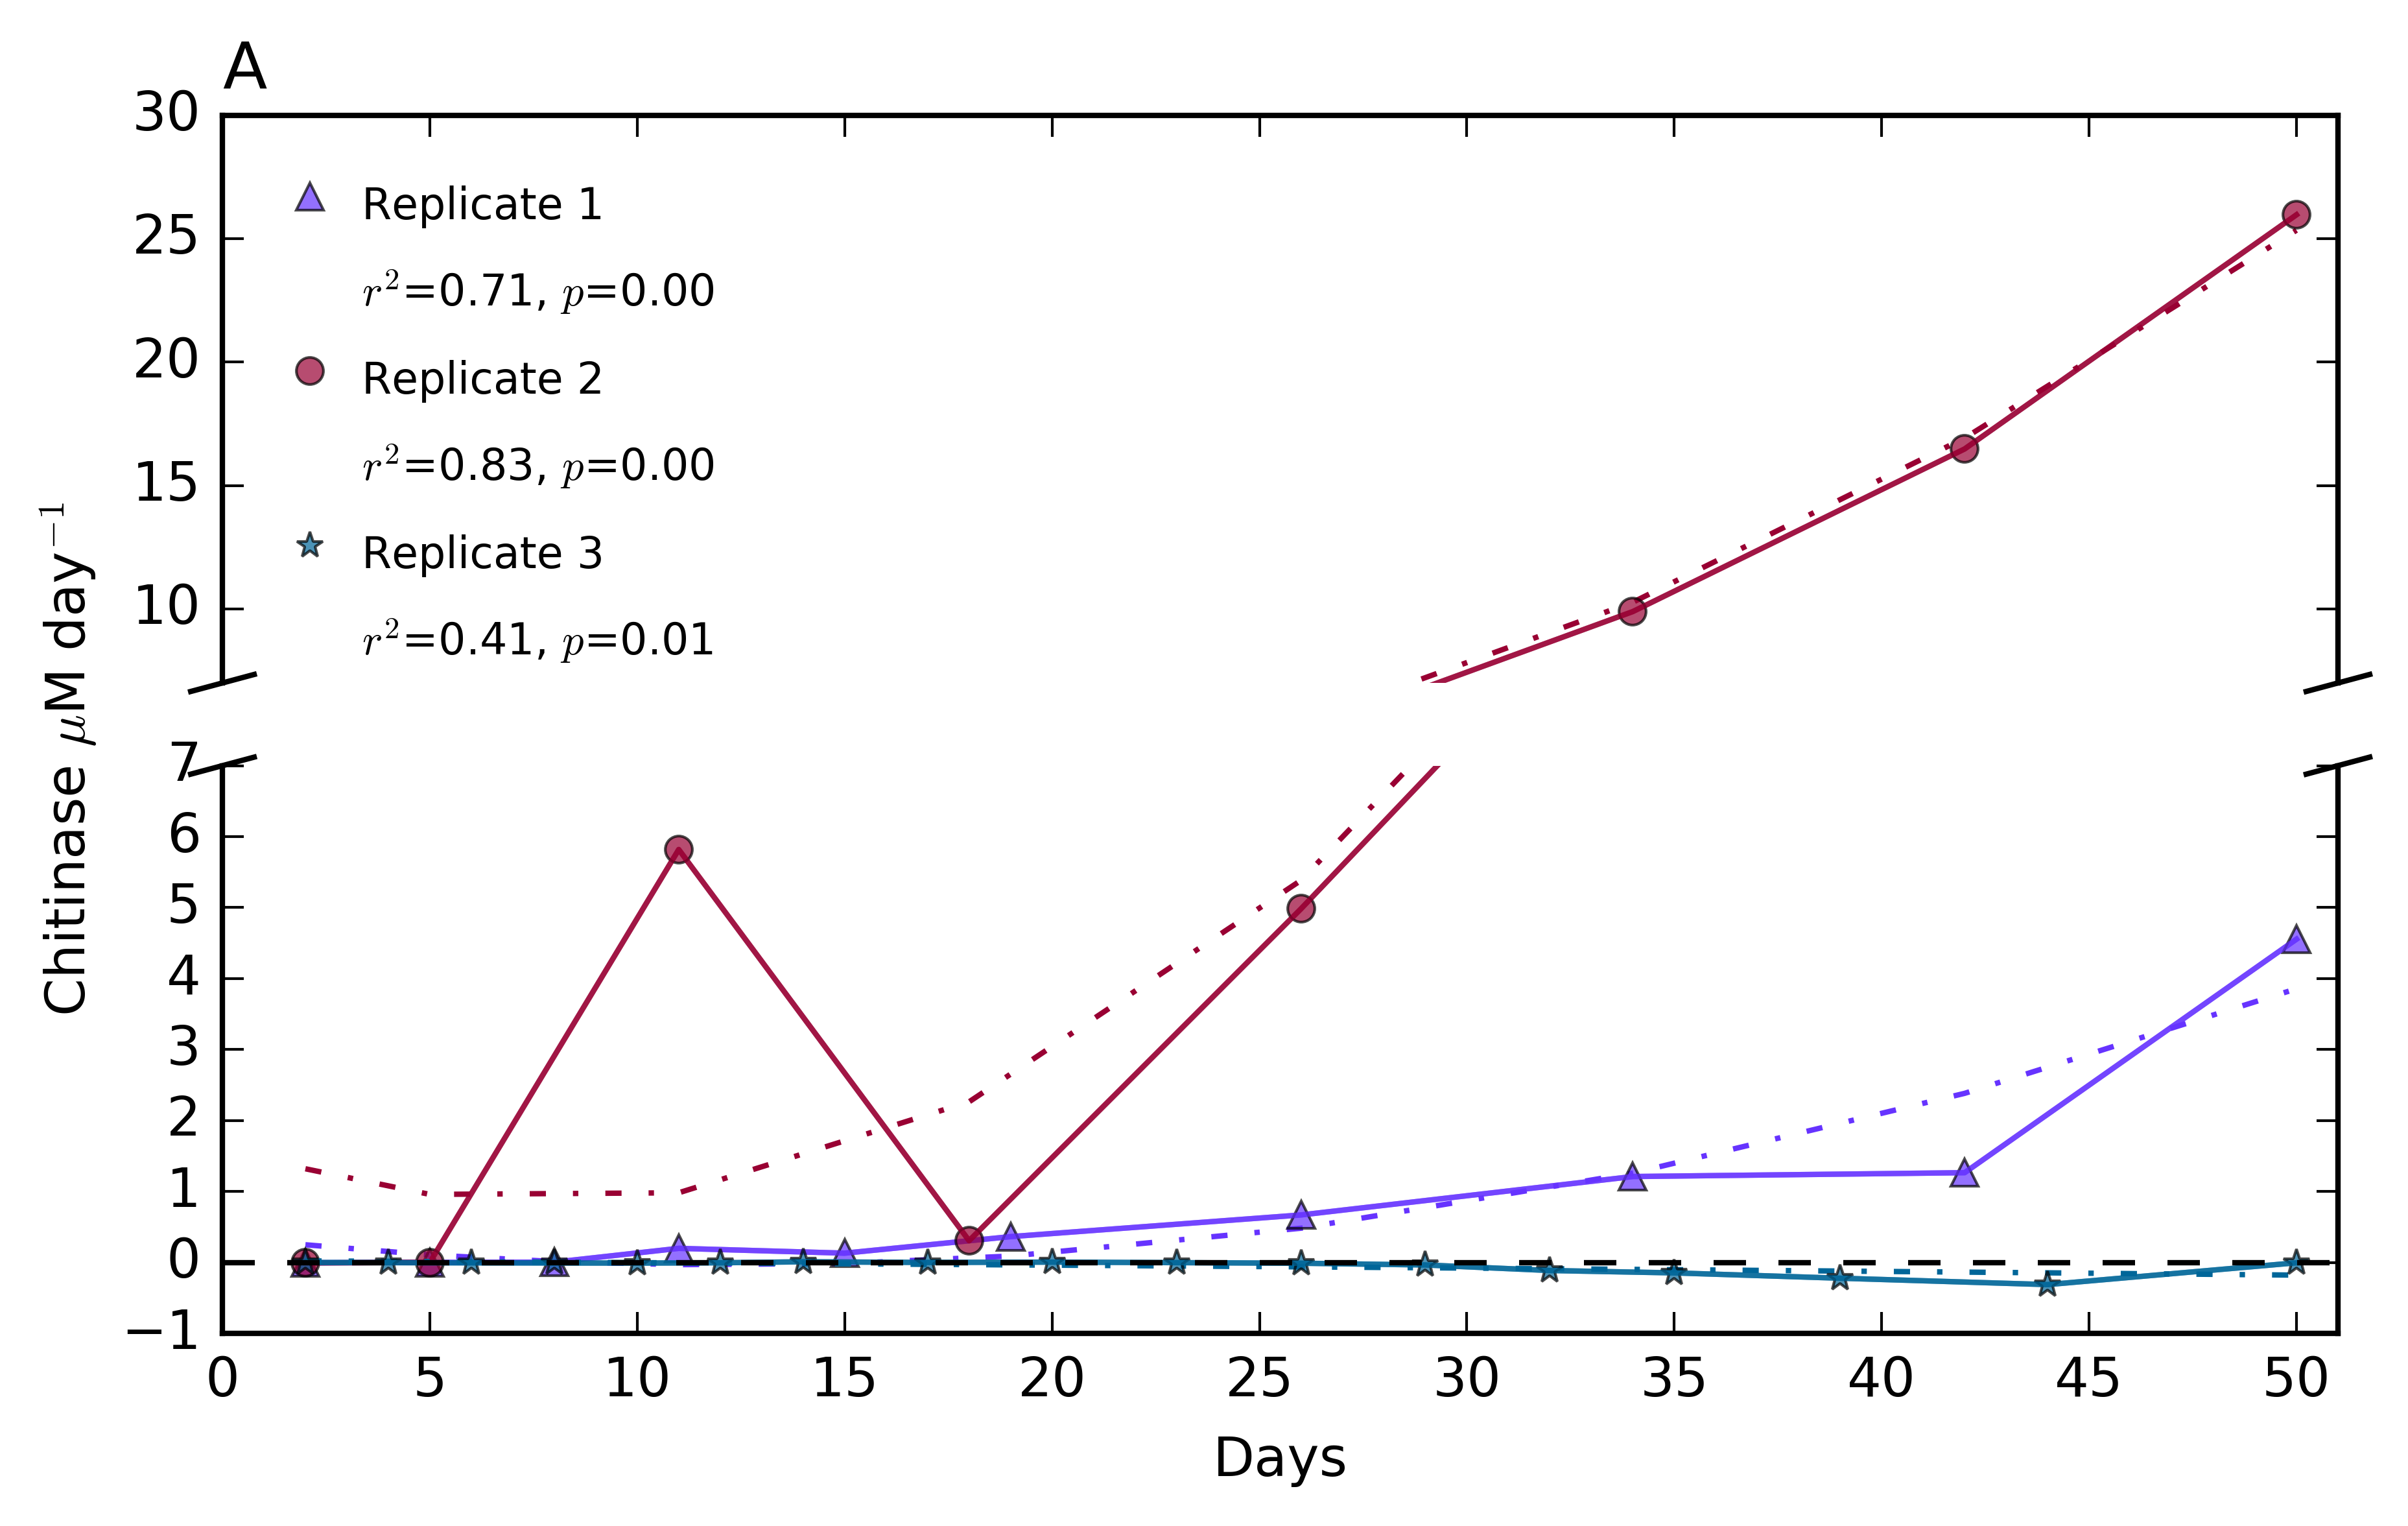 A
30
25
20
15
10
7
6
5
4
3
2
1
0
−1
Chitinase μM day⁻¹
Replicate 1
r²=0.71, p=0.00
Replicate 2
r²=0.83, p=0.00
Replicate 3
r²=0.41, p=0.01
0 5 10 15 20 25 30 35 40 45 50
Days